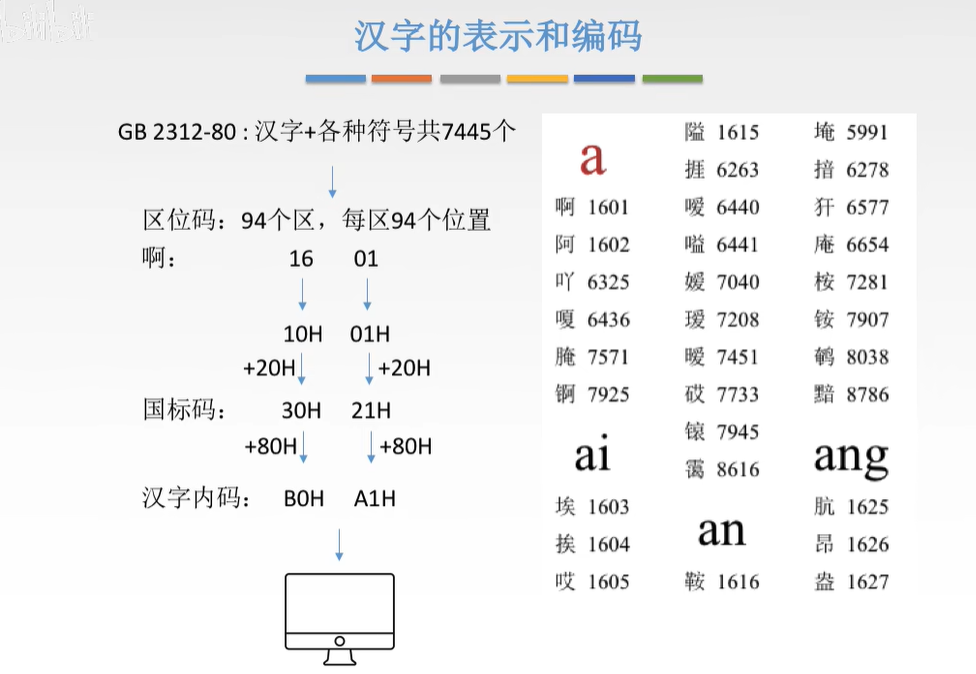 bilibili
汉字的表示和编码
GB 2312-80 : 汉字+各种符号共7445个
区位码：94个区，每区94个位置
啊： 16 01
10H 01H
+20H +20H
国标码： 30H 21H
+80H +80H
汉字内码： B0H A1H
a
啊 1601
阿 1602
吖 6325
嗄 6436
腌 7571
锕 7925
ai
埃 1603
挨 1604
哎 1605
隘 1615
捱 6263
嗳 6440
嗌 6441
嫒 7040
瑷 7208
暧 7451
砹 7733
锿 7945
霭 8616
an
鞍 1616
埯 5991
揞 6278
犴 6577
庵 6654
桉 7281
铵 7907
鹌 8038
黯 8786
ang
肮 1625
昂 1626
盎 1627